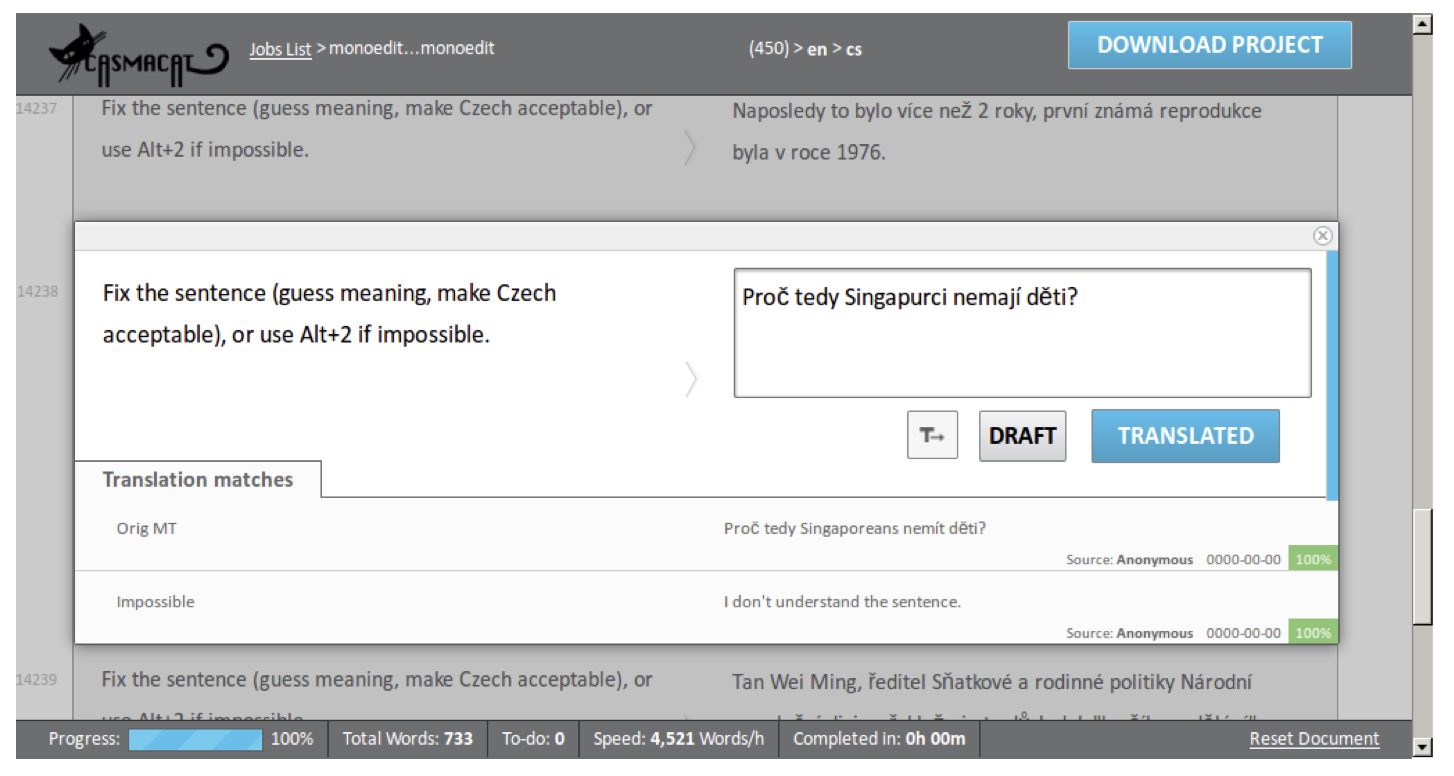 CASMACAT Jobs List > monoedit...monoedit (450) > en > cs DOWNLOAD PROJECT
14237 Fix the sentence (guess meaning, make Czech acceptable), or
use Alt+2 if impossible.
Naposledy to bylo více než 2 roky, první známá reprodukce
byla v roce 1976.
14238 Fix the sentence (guess meaning, make Czech
acceptable), or use Alt+2 if impossible.
Proč tedy Singapurci nemají děti?
T→ DRAFT TRANSLATED
Translation matches
Orig MT Proč tedy Singaporeans nemít děti?
Source: Anonymous 0000-00-00 100%
Impossible I don't understand the sentence.
Source: Anonymous 0000-00-00 100%
14239 Fix the sentence (guess meaning, make Czech acceptable), or
use Alt+2 if impossible.
Tan Wei Ming, ředitel Sňatkové a rodinné politiky Národní
Progress: 100% Total Words: 733 To-do: 0 Speed: 4,521 Words/h Completed in: 0h 00m Reset Document